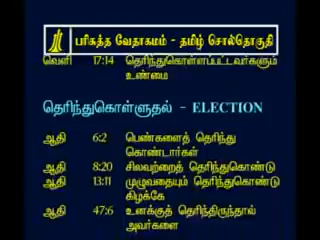 பரிசுத்த வேதாகமம் - தமிழ் சொல்தொகுதி
வெளி 17:14 தெரிந்துகொள்ளப்பட்டவர்களும்
உண்மை
தெரிந்துகொள்ளுதல் - ELECTION
ஆதி 6:2 பெண்களைத் தெரிந்து
கொண்டார்கள்
ஆதி 8:20 சிலவற்றைத் தெரிந்துகொண்டு
ஆதி 13:11 முழுவதையும் தெரிந்துகொண்டு
கிழக்கே
ஆதி 47:6 உனக்குத் தெரிந்திருந்தால்
அவர்களை